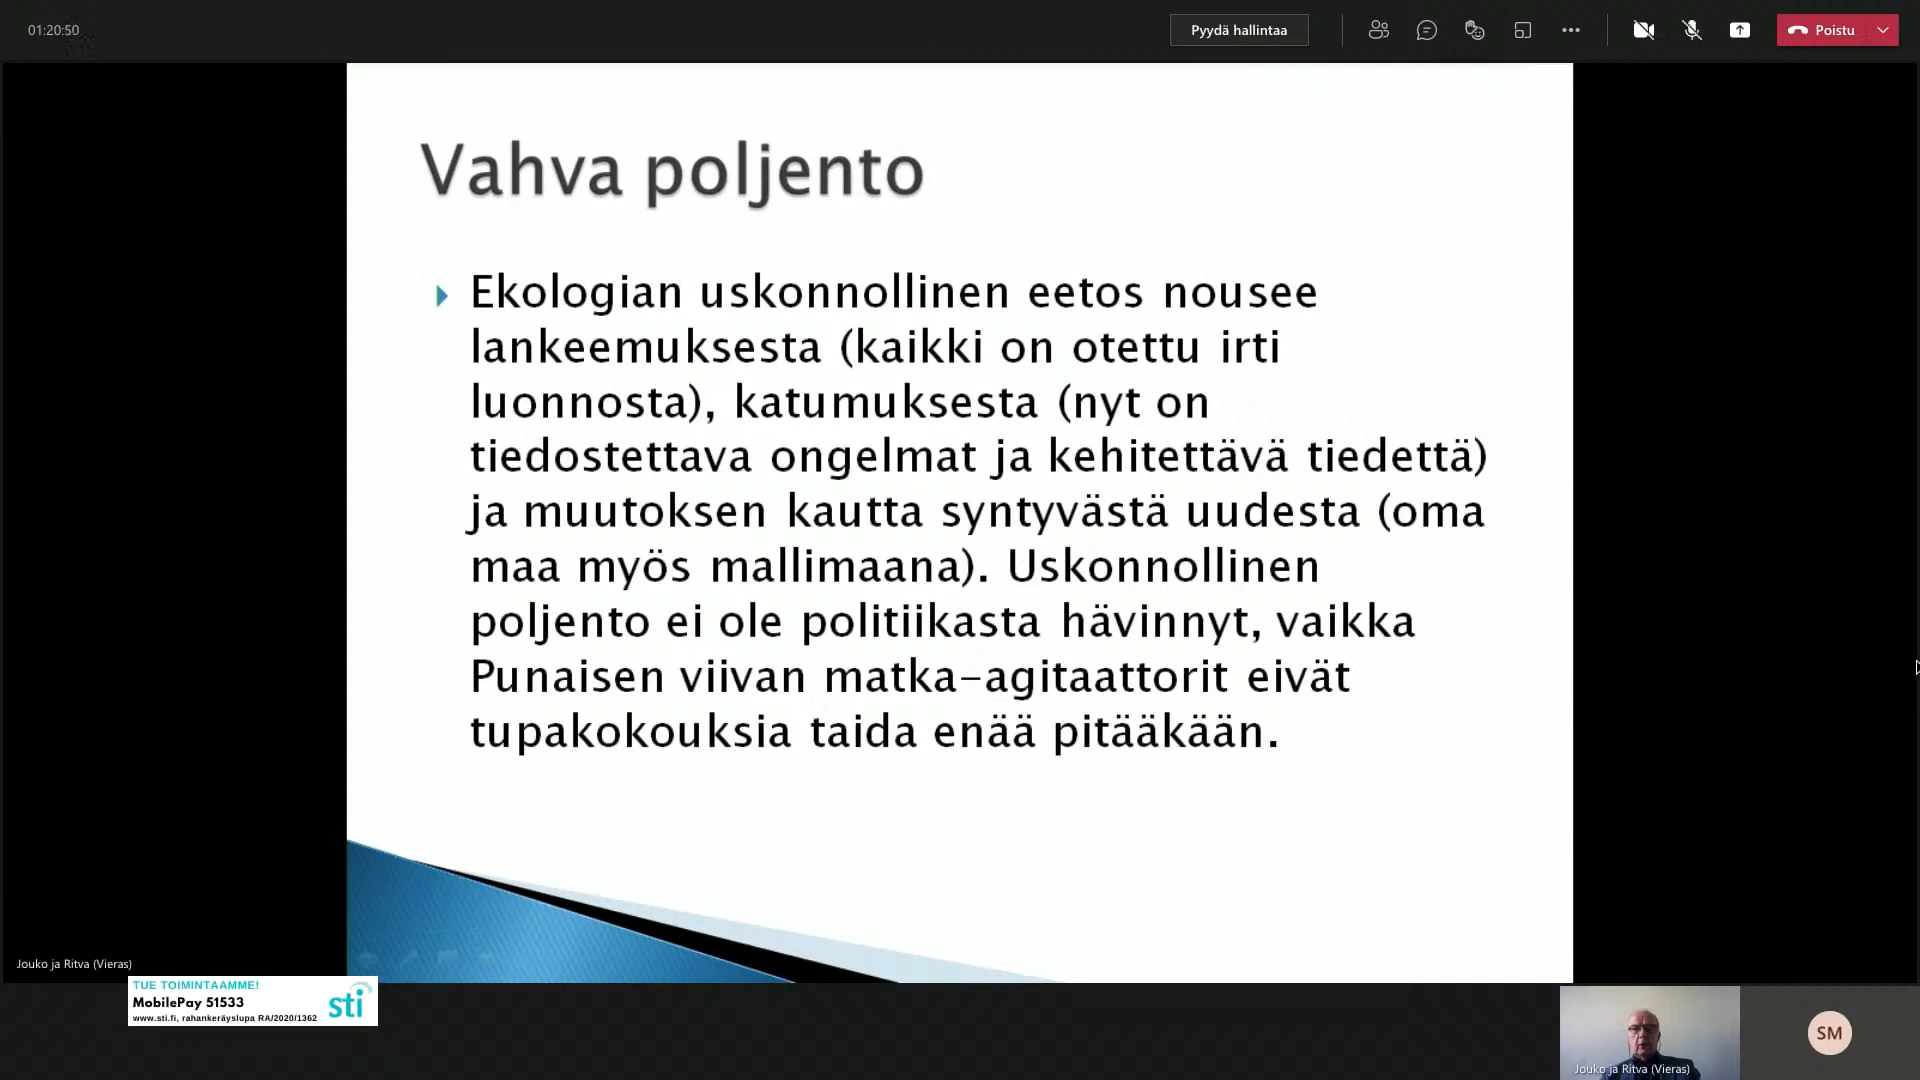 01:20:50
Pyydä hallintaa
Poistu
Vahva poljento
Ekologian uskonnollinen eetos nousee
lankeemuksesta (kaikki on otettu irti
luonnosta), katumuksesta (nyt on
tiedostettava ongelmat ja kehitettävä tiedettä)
ja muutoksen kautta syntyvästä uudesta (oma
maa myös mallimaana). Uskonnollinen
poljento ei ole politiikasta hävinnyt, vaikka
Punaisen viivan matka-agitaattorit eivät
tupakokouksia taida enää pitääkään.
Jouko ja Ritva (Vieras)
TUE TOIMINTAAMME!
MobilePay 51533
www.sti.fi, rahankeräyslupa RA/2020/1362
sti
SM
Jouko ja Ritva (Vieras)